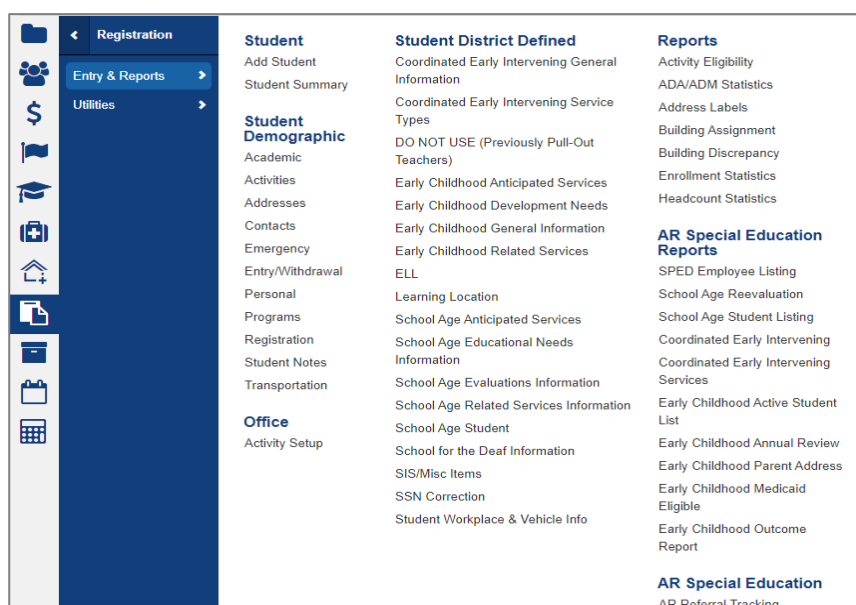 Registration
Entry & Reports
Utilities
Student
Add Student
Student Summary
Student
Demographic
Academic
Activities
Addresses
Contacts
Emergency
Entry/Withdrawal
Personal
Programs
Registration
Student Notes
Transportation
Office
Activity Setup
Student District Defined
Coordinated Early Intervening General
Information
Coordinated Early Intervening Service
Types
DO NOT USE (Previously Pull-Out
Teachers)
Early Childhood Anticipated Services
Early Childhood Development Needs
Early Childhood General Information
Early Childhood Related Services
ELL
Learning Location
School Age Anticipated Services
School Age Educational Needs
Information
School Age Evaluations Information
School Age Related Services Information
School Age Student
School for the Deaf Information
SIS/Misc Items
SSN Correction
Student Workplace & Vehicle Info
Reports
Activity Eligibility
ADA/ADM Statistics
Address Labels
Building Assignment
Building Discrepancy
Enrollment Statistics
Headcount Statistics
AR Special Education
Reports
SPED Employee Listing
School Age Reevaluation
School Age Student Listing
Coordinated Early Intervening
Coordinated Early Intervening
Services
Early Childhood Active Student
List
Early Childhood Annual Review
Early Childhood Parent Address
Early Childhood Medicaid
Eligible
Early Childhood Outcome
Report
AR Special Education
AR Referral Tracking